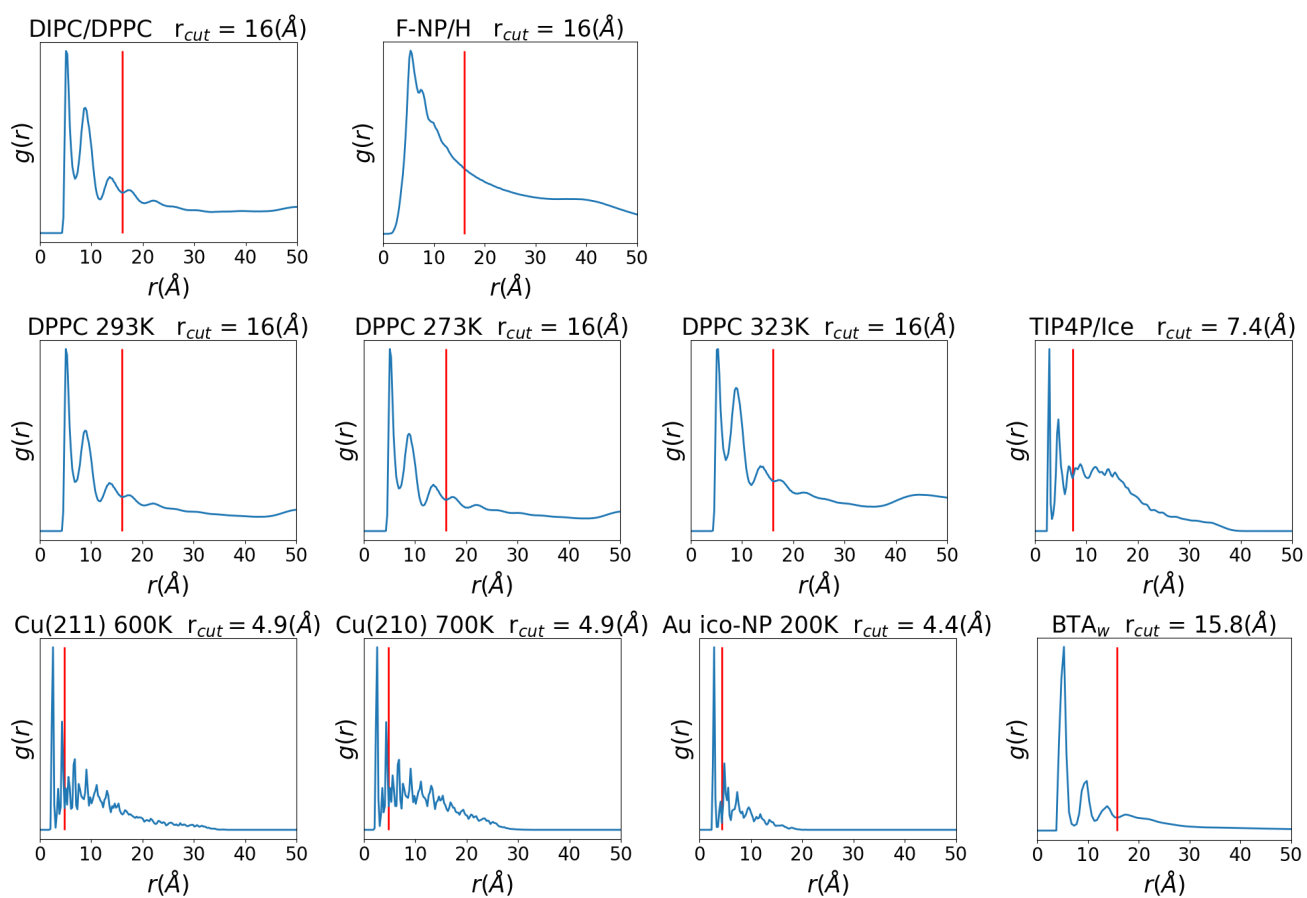 DIPC/DPPC r_cut = 16(Å)
F-NP/H r_cut = 16(Å)
g(r)
g(r)
0 10 20 30 40 50
0 10 20 30 40 50
r(Å)
r(Å)
DPPC 293K r_cut = 16(Å)
DPPC 273K r_cut = 16(Å)
DPPC 323K r_cut = 16(Å)
TIP4P/Ice r_cut = 7.4(Å)
g(r)
g(r)
g(r)
g(r)
0 10 20 30 40 50
0 10 20 30 40 50
0 10 20 30 40 50
0 10 20 30 40 50
r(Å)
r(Å)
r(Å)
r(Å)
Cu(211) 600K r_cut = 4.9(Å)
Cu(210) 700K r_cut = 4.9(Å)
Au ico-NP 200K r_cut = 4.4(Å)
BTA_w r_cut = 15.8(Å)
g(r)
g(r)
g(r)
g(r)
0 10 20 30 40 50
0 10 20 30 40 50
0 10 20 30 40 50
0 10 20 30 40 50
r(Å)
r(Å)
r(Å)
r(Å)